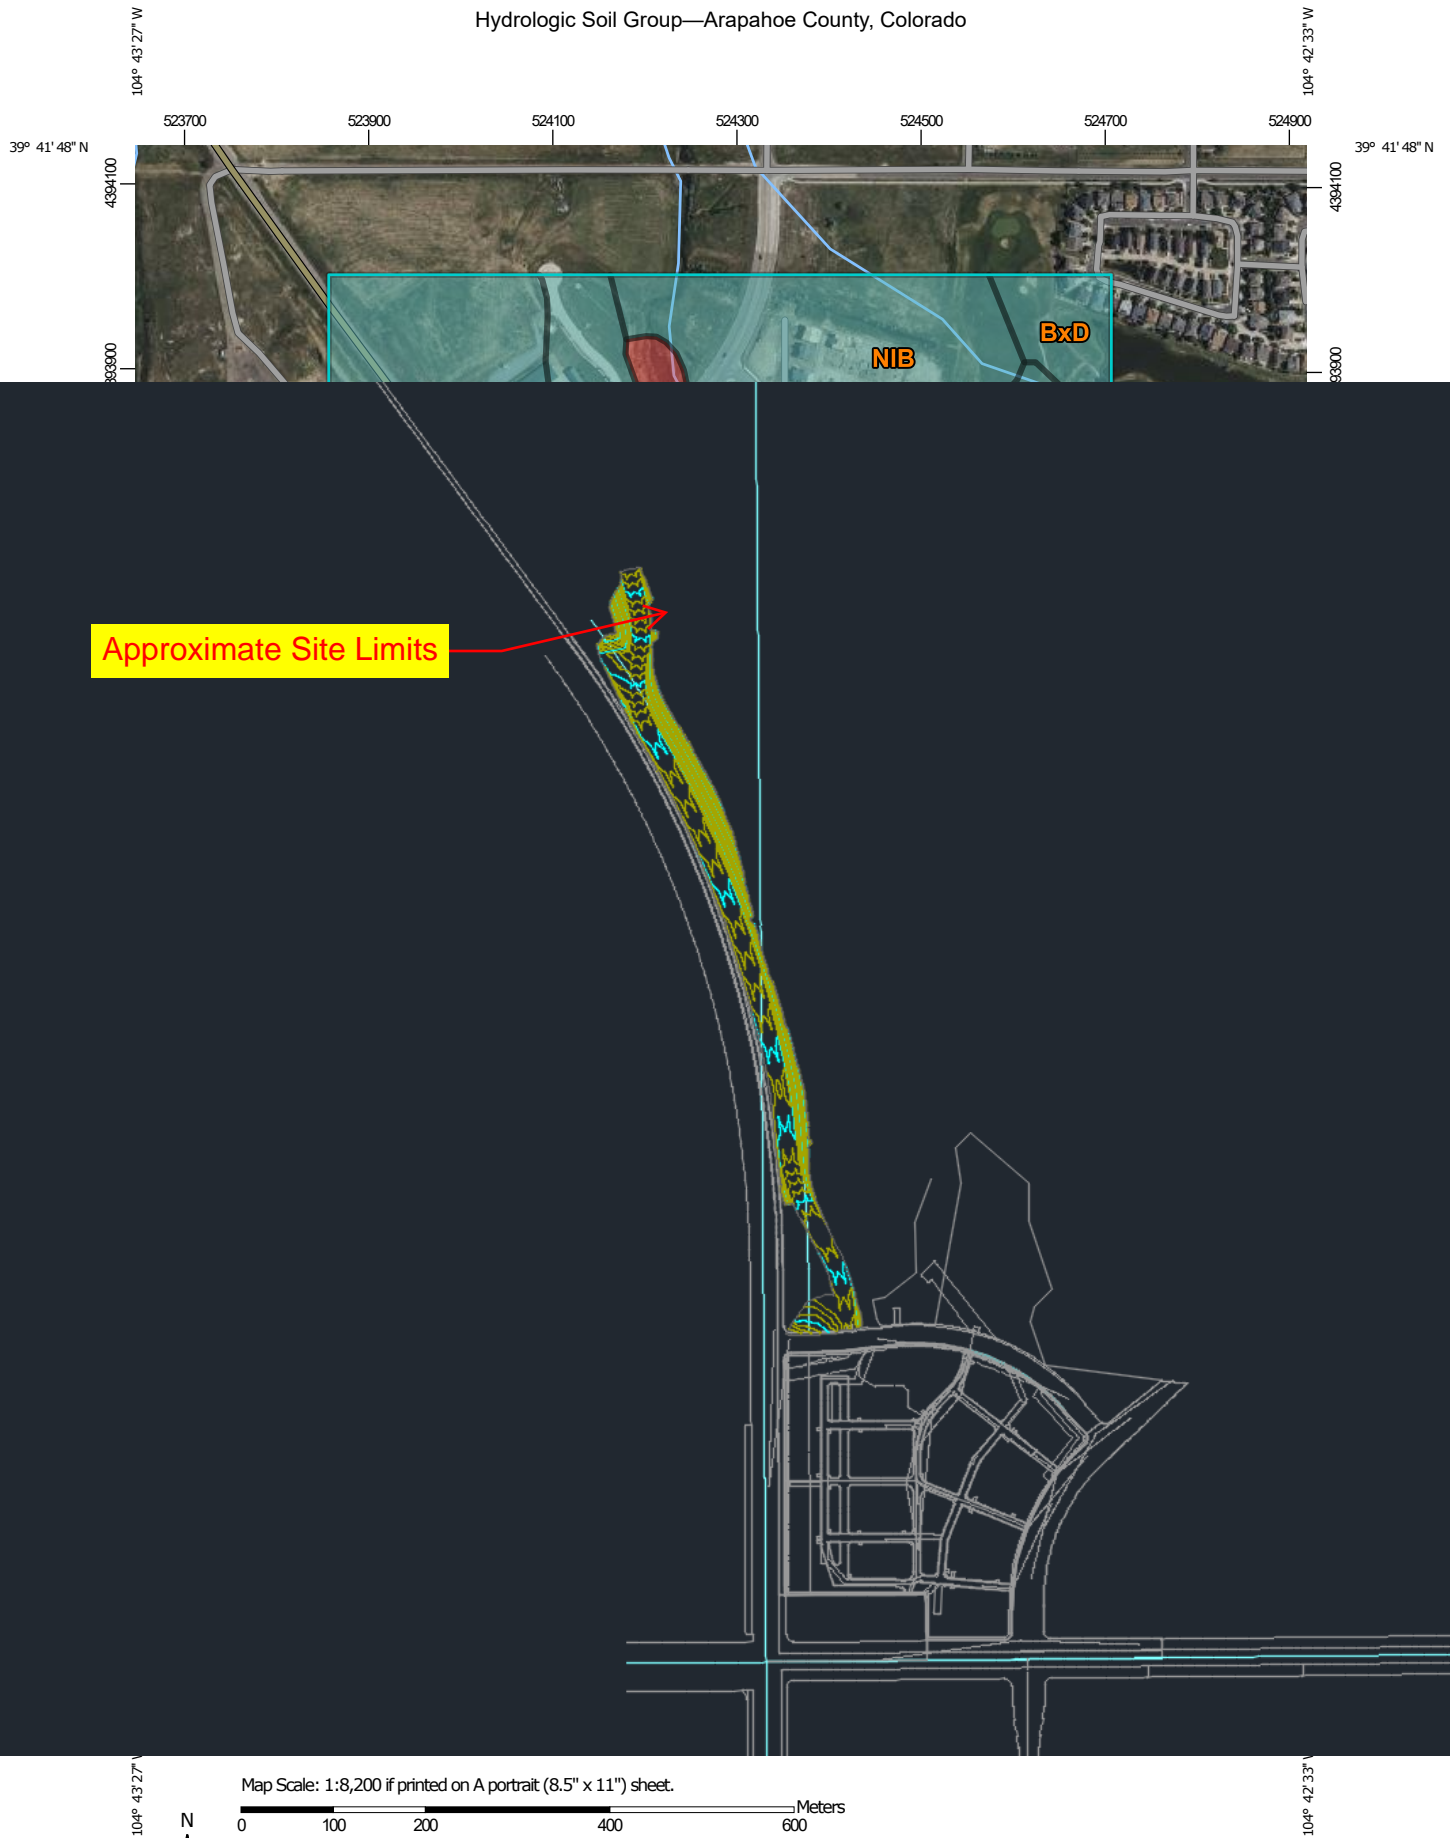 Hydrologic Soil Group—Arapahoe County, Colorado
104° 43' 27" W
104° 42' 33" W
523700 523900 524100 524300 524500 524700 524900
39° 41' 48" N
39° 41' 48" N
4394100
4394100
BxD
NIB
93900
93900
Approximate Site Limits
104° 43' 27"
104° 42' 33"
Map Scale: 1:8,200 if printed on A portrait (8.5" x 11") sheet.
Meters
N
0 100 200 400 600